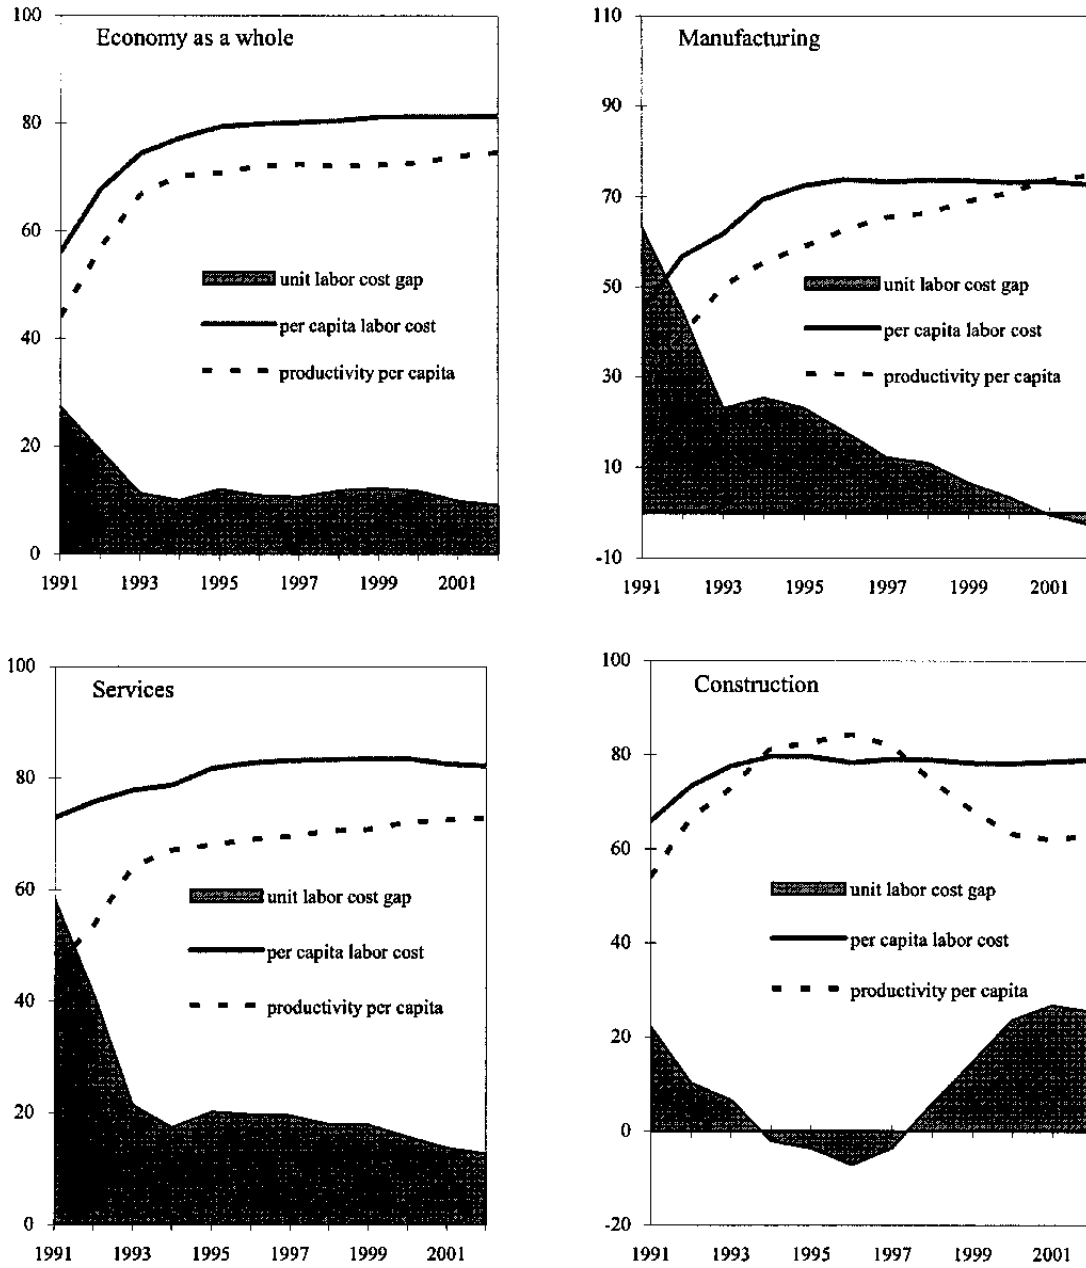 Economy as a whole
100
80
60
40
20
0
unit labor cost gap
per capita labor cost
productivity per capita
1991 1993 1995 1997 1999 2001
Manufacturing
110
90
70
50
30
10
-10
unit labor cost gap
per capita labor cost
productivity per capita
1991 1993 1995 1997 1999 2001
Services
100
80
60
40
20
0
unit labor cost gap
per capita labor cost
productivity per capita
1991 1993 1995 1997 1999 2001
Construction
100
80
60
40
20
0
-20
unit labor cost gap
per capita labor cost
productivity per capita
1991 1993 1995 1997 1999 2001